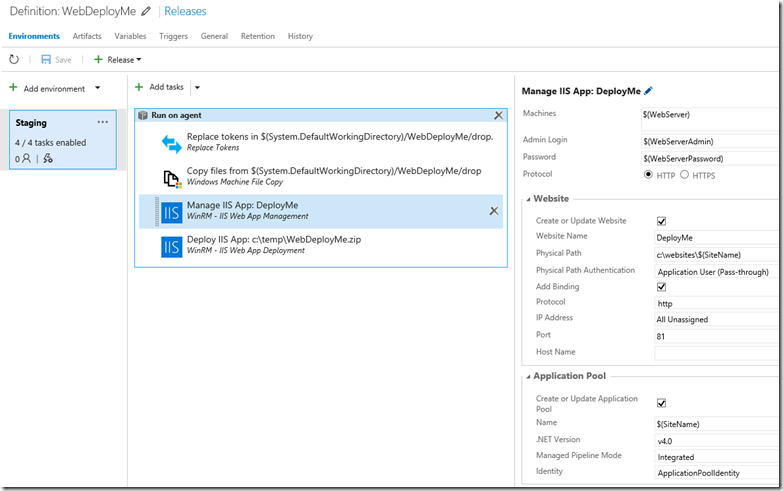 Definition: WebDeployMe | Releases
Environments Artifacts Variables Triggers General Retention History
Save Release
Add environment
Add tasks
Staging ...
4 / 4 tasks enabled
0
Run on agent
Replace tokens in $(System.DefaultWorkingDirectory)/WebDeployMe/drop.
Replace Tokens
Copy files from $(System.DefaultWorkingDirectory)/WebDeployMe/drop
Windows Machine File Copy
Manage IIS App: DeployMe
WinRM - IIS Web App Management
Deploy IIS App: c:\temp\WebDeployMe.zip
WinRM - IIS Web App Deployment
IIS
IIS
Manage IIS App: DeployMe
Machines $(WebServer)
Admin Login $(WebServerAdmin)
Password $(WebServerPassword)
Protocol HTTP HTTPS
Website
Create or Update Website
Website Name DeployMe
Physical Path c:\websites\$(SiteName)
Physical Path Authentication Application User (Pass-through)
Add Binding
Protocol http
IP Address All Unassigned
Port 81
Host Name
Application Pool
Create or Update Application
Pool
Name $(SiteName)
.NET Version v4.0
Managed Pipeline Mode Integrated
Identity ApplicationPoolIdentity